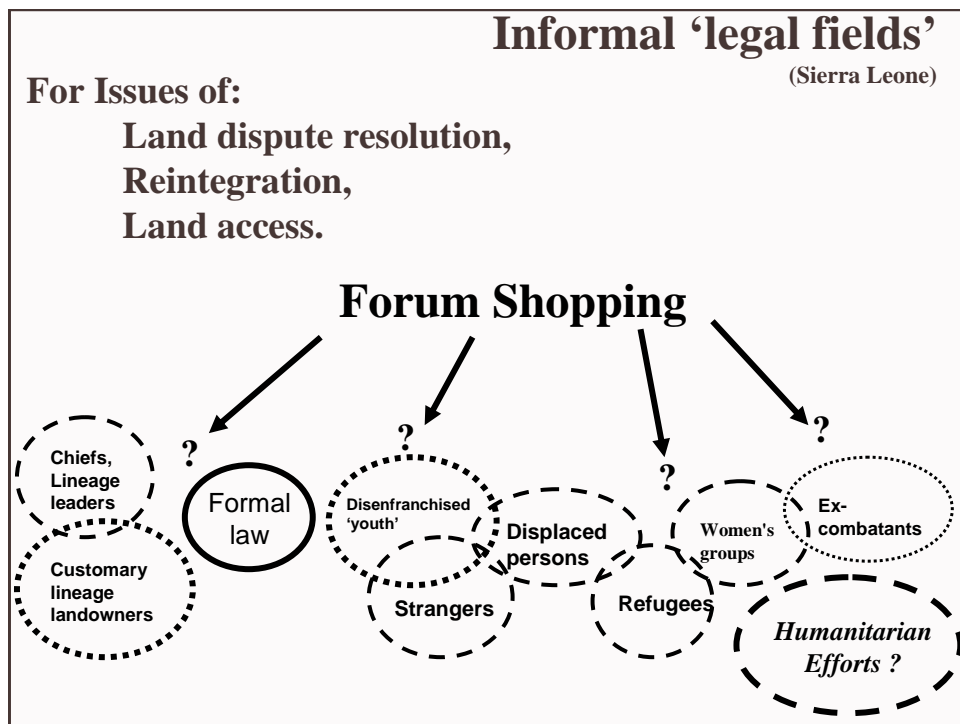 Informal ‘legal fields’
(Sierra Leone)
For Issues of:
Land dispute resolution,
Reintegration,
Land access.
Forum Shopping
?
?
?
?
Chiefs,
Lineage
leaders
Formal
law
Disenfranchised
‘youth’
Displaced
persons
Women's
groups
Ex-
combatants
Customary
lineage
landowners
Strangers
Refugees
Humanitarian
Efforts ?